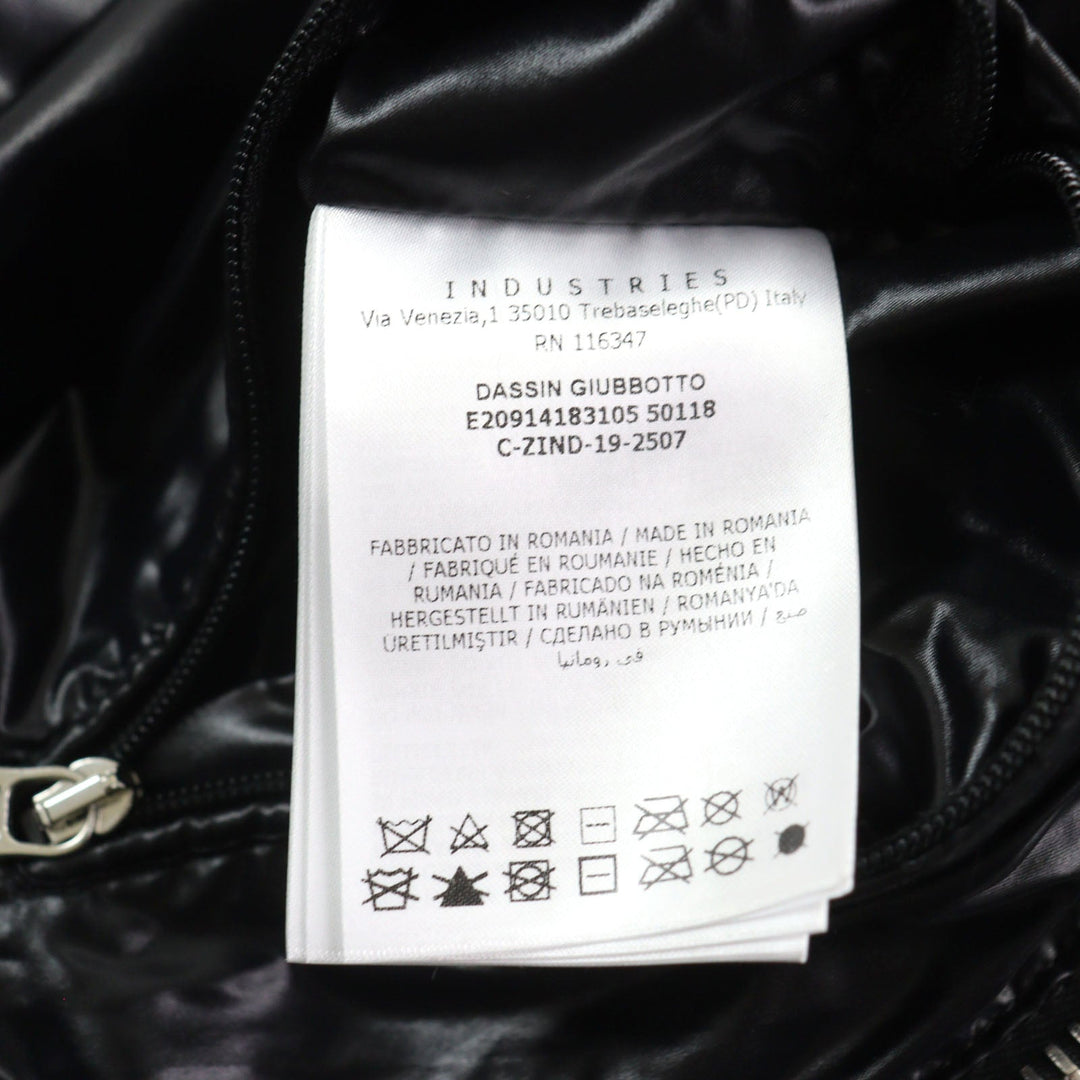 INDUSTRIES
Via Venezia,1 35010 Trebaseleghe(PD) Italy
RN 116347
DASSIN GIUBBOTTO
E20914183105 50118
C-ZIND-19-2507
FABBRICATO IN ROMANIA / MADE IN ROMANIA
/ FABRIQUÉ EN ROUMANIE / HECHO EN
RUMANIA / FABRICADO NA ROMÉNIA /
HERGESTELLT IN RUMÄNIEN / ROMANYA'DA
ÜRETILMIŞTIR / СДЕЛАНО В РУМЫНИИ / صنع
في رومانيا